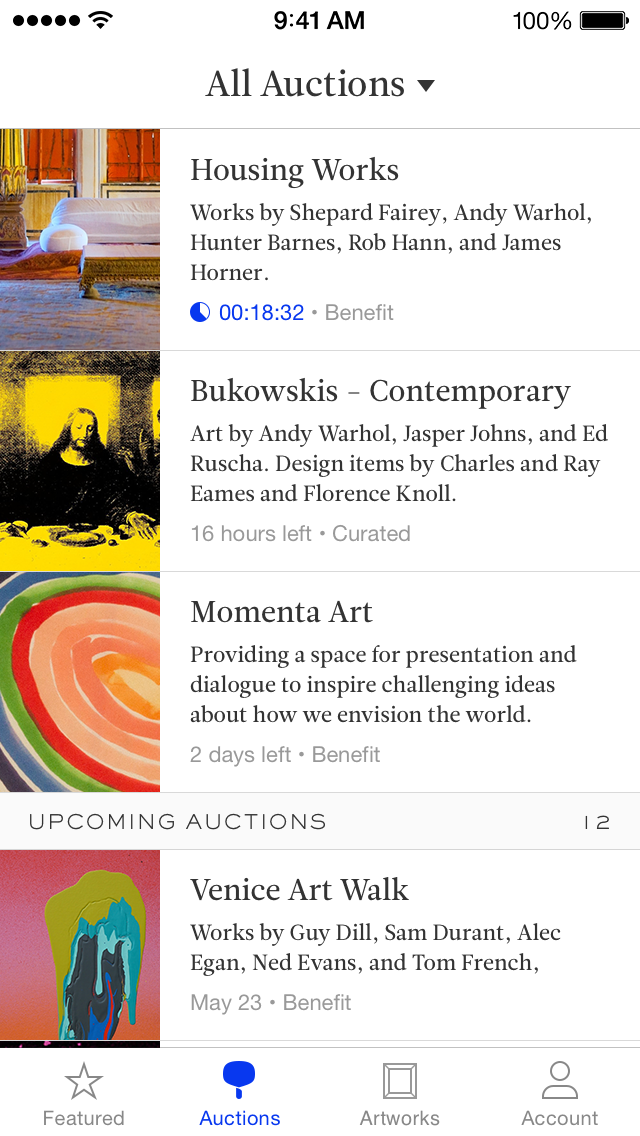 9:41 AM
100%
All Auctions
Housing Works
Works by Shepard Fairey, Andy Warhol,
Hunter Barnes, Rob Hann, and James
Horner.
00:18:32 • Benefit
Bukowskis – Contemporary
Art by Andy Warhol, Jasper Johns, and Ed
Ruscha. Design items by Charles and Ray
Eames and Florence Knoll.
16 hours left • Curated
Momenta Art
Providing a space for presentation and
dialogue to inspire challenging ideas
about how we envision the world.
2 days left • Benefit
UPCOMING AUCTIONS 12
Venice Art Walk
Works by Guy Dill, Sam Durant, Alec
Egan, Ned Evans, and Tom French,
May 23 • Benefit
Featured Auctions Artworks Account